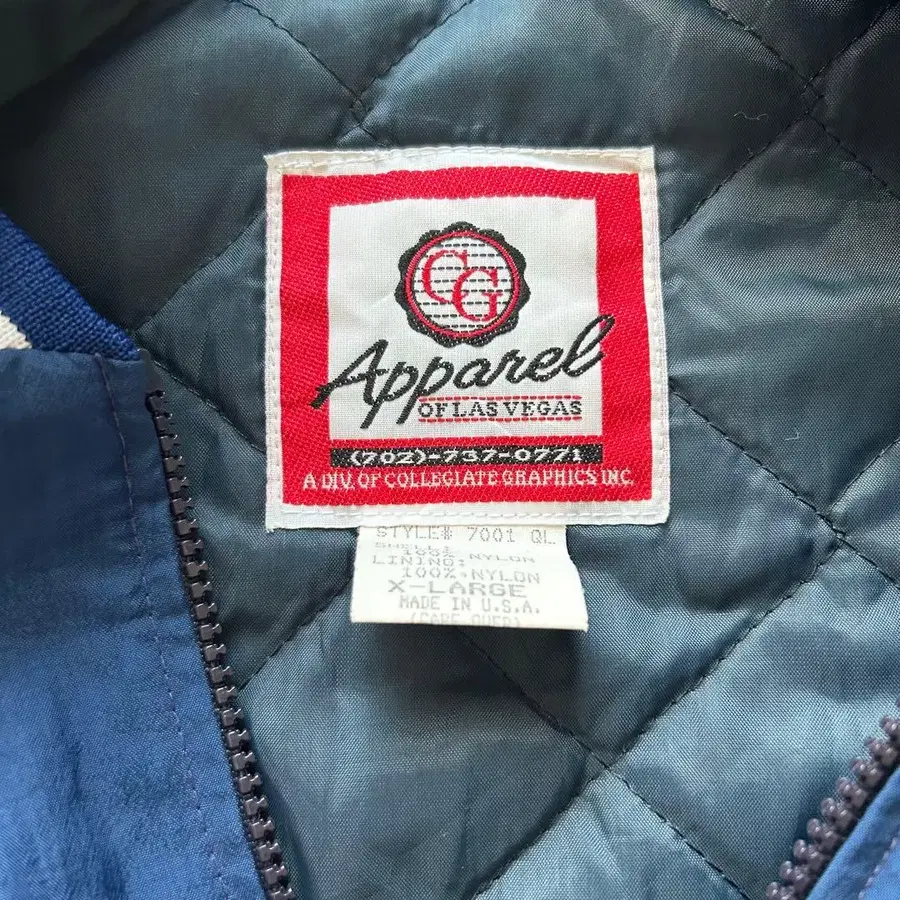 CG
Apparel
OF LAS VEGAS
(702)-737-0771
A DIV. OF COLLEGIATE GRAPHICS INC.
STYLE# 7001 QL
SHELL:
100% NYLON
LINING:
100% NYLON
X-LARGE
MADE IN U.S.A.
(CARE OVER)